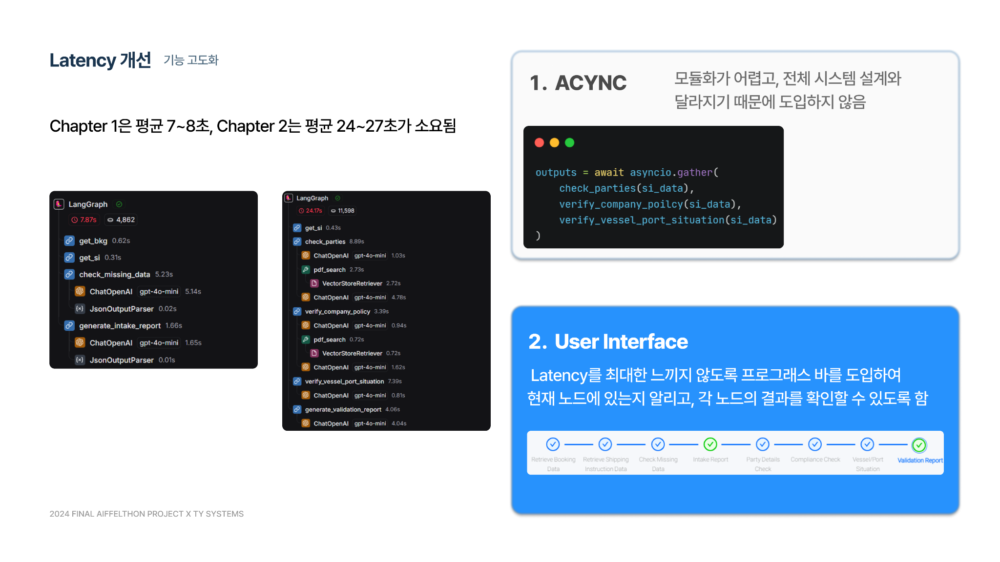 Latency 개선 기능 고도화
Chapter 1은 평균 7~8초, Chapter 2는 평균 24~27초가 소요됨
LangGraph
7.87s 4,862
get_bkg 0.62s
get_si 0.31s
check_missing_data 5.23s
ChatOpenAI gpt-4o-mini 5.14s
JsonOutputParser 0.02s
generate_intake_report 1.66s
ChatOpenAI gpt-4o-mini 1.65s
JsonOutputParser 0.01s
LangGraph
24.17s 11,598
get_si 0.43s
check_parties 8.89s
ChatOpenAI gpt-4o-mini 1.03s
pdf_search 2.73s
VectorStoreRetriever 2.72s
ChatOpenAI gpt-4o-mini 4.78s
verify_company_policy 3.39s
ChatOpenAI gpt-4o-mini 0.94s
pdf_search 0.72s
VectorStoreRetriever 0.72s
ChatOpenAI gpt-4o-mini 1.62s
verify_vessel_port_situation 7.39s
ChatOpenAI gpt-4o-mini 0.81s
generate_validation_report 4.06s
ChatOpenAI gpt-4o-mini 4.04s
1. ACYNC
모듈화가 어렵고, 전체 시스템 설계와
달라지기 때문에 도입하지 않음
outputs = await asyncio.gather(
check_parties(si_data),
verify_company_poilcy(si_data),
verify_vessel_port_situation(si_data)
)
2. User Interface
Latency를 최대한 느끼지 않도록 프로그래스 바를 도입하여
현재 노드에 있는지 알리고, 각 노드의 결과를 확인할 수 있도록 함
Retrieve Booking
Data
Retrieve Shipping
Instruction Data
Check Missing
Data
Intake Report
Party Details
Check
Compliance Check
Vessel/Port
Situation
Validation Report
2024 FINAL AIFFELTHON PROJECT X TY SYSTEMS